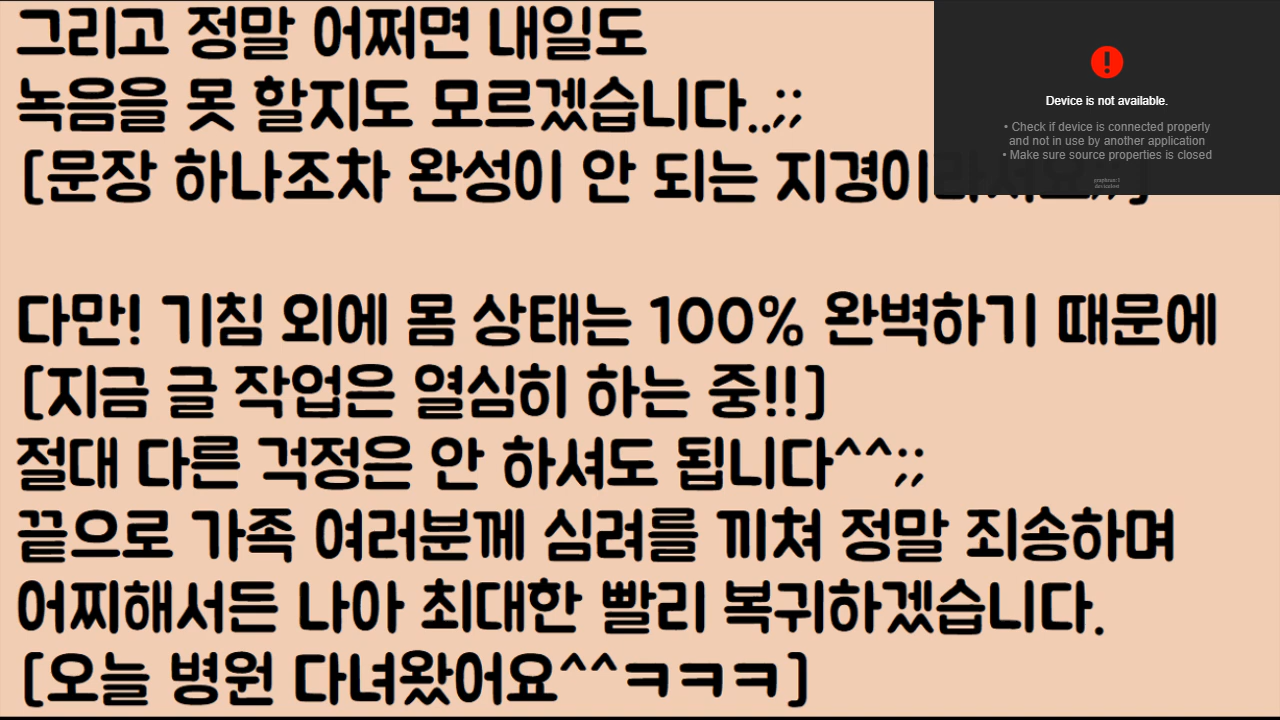 그리고 정말 어쩌면 내일도
녹음을 못 할지도 모르겠습니다..;;
[문장 하나조차 완성이 안 되는 지경이라서요;;]
다만! 기침 외에 몸 상태는 100% 완벽하기 때문에
[지금 글 작업은 열심히 하는 중!!]
절대 다른 걱정은 안 하셔도 됩니다^^;;
끝으로 가족 여러분께 심려를 끼쳐 정말 죄송하며
어찌해서든 나아 최대한 빨리 복귀하겠습니다.
[오늘 병원 다녀왔어요^^ㅋㅋㅋ]
Device is not available.
• Check if device is connected properly
and not in use by another application
• Make sure source properties is closed